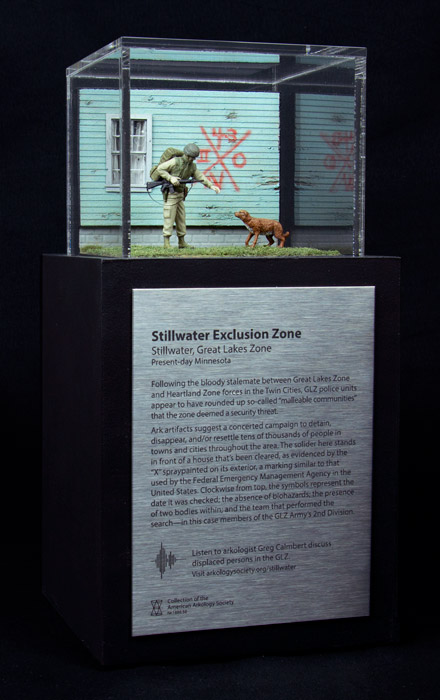 4-3
II 0
Stillwater Exclusion Zone
Stillwater, Great Lakes Zone
Present-day Minnesota
Following the bloody stalemate between Great Lakes Zone
and Heartland Zone forces in the Twin Cities, GLZ police units
appear to have rounded up so-called "malleable communities"
that the zone deemed a security threat.
Ark artifacts suggest a concerted campaign to detain,
disappear, and/or resettle tens of thousands of people in
towns and cities throughout the area. The solider here stands
in front of a house that's been cleared, as evidenced by the
"X" spraypainted on its exterior, a marking similar to that
used by the Federal Emergency Management Agency in the
United States. Clockwise from top, the symbols represent the
date it was checked; the absence of biohazards; the presence
of two bodies within; and the team that performed the
search—in this case members of the GLZ Army's 2nd Division.
Listen to arkologist Greg Calmbert discuss
displaced persons in the GLZ.
Visit arkologysociety.org/stillwater
Collection of the
American Arkology Society